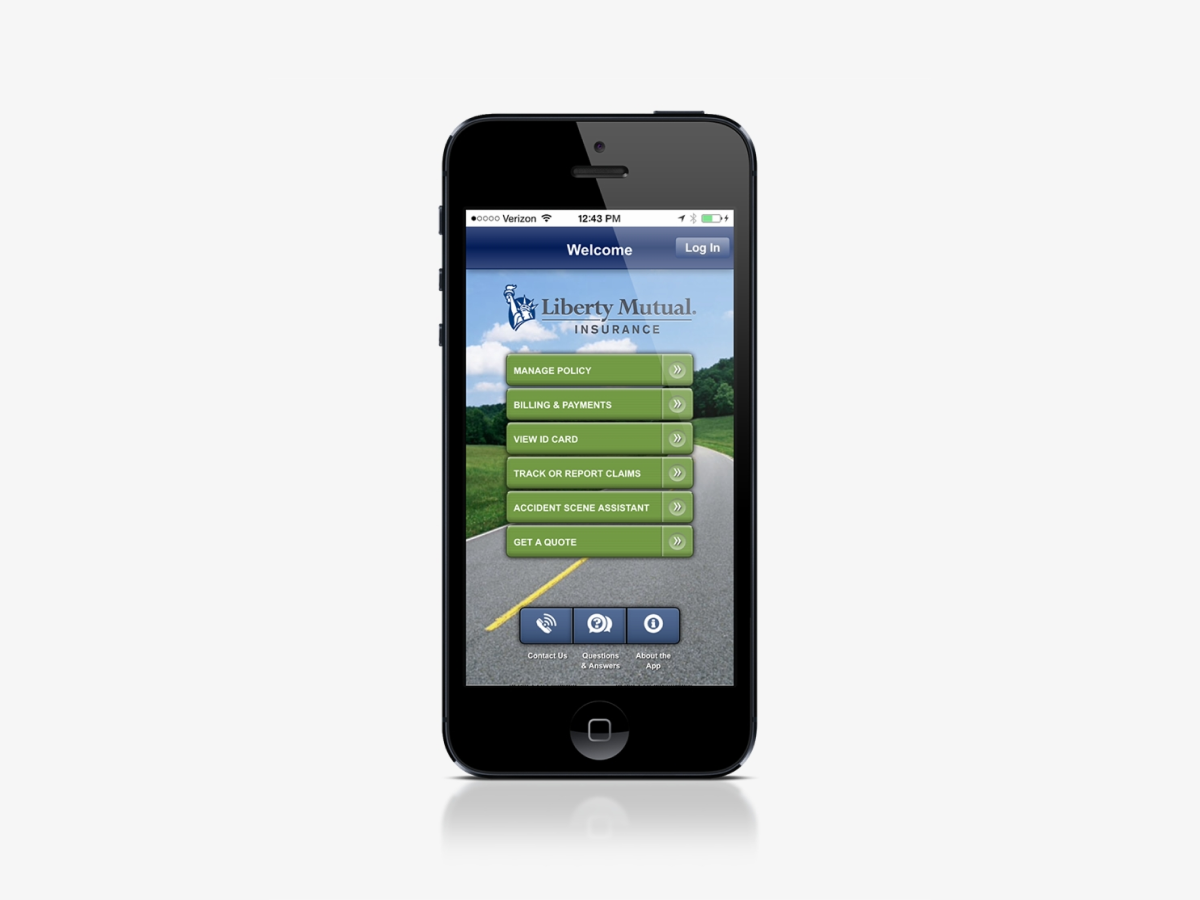 Verizon 12:43 PM
Welcome
Log In
Liberty Mutual.
INSURANCE
MANAGE POLICY
BILLING & PAYMENTS
VIEW ID CARD
TRACK OR REPORT CLAIMS
ACCIDENT SCENE ASSISTANT
GET A QUOTE
Contact Us
Questions
& Answers
About the
App